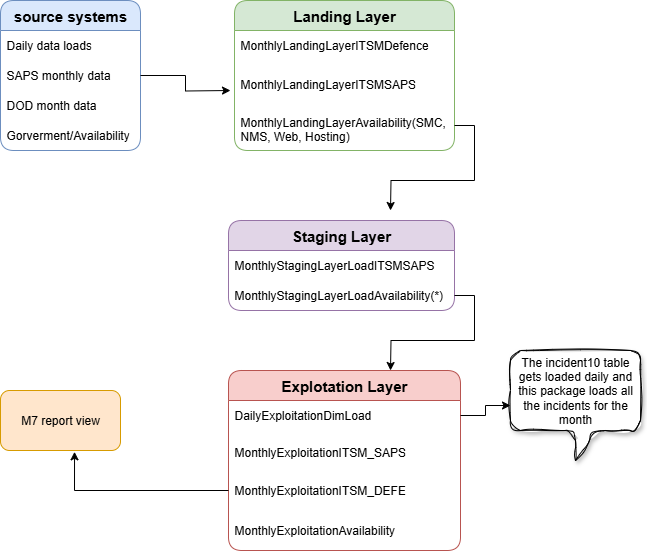 source systems
Daily data loads
SAPS monthly data
DOD month data
Gorverment/Availability
Landing Layer
MonthlyLandingLayerITSMDefence
MonthlyLandingLayerITSMSAPS
MonthlyLandingLayerAvailability(SMC,
NMS, Web, Hosting)
Staging Layer
MonthlyStagingLayerLoadITSMSAPS
MonthlyStagingLayerLoadAvailability(*)
Explotation Layer
DailyExploitationDimLoad
MonthlyExploitationITSM_SAPS
MonthlyExploitationITSM_DEFE
MonthlyExploitationAvailability
The incident10 table
gets loaded daily and
this package loads all
the incidents for the
month
M7 report view